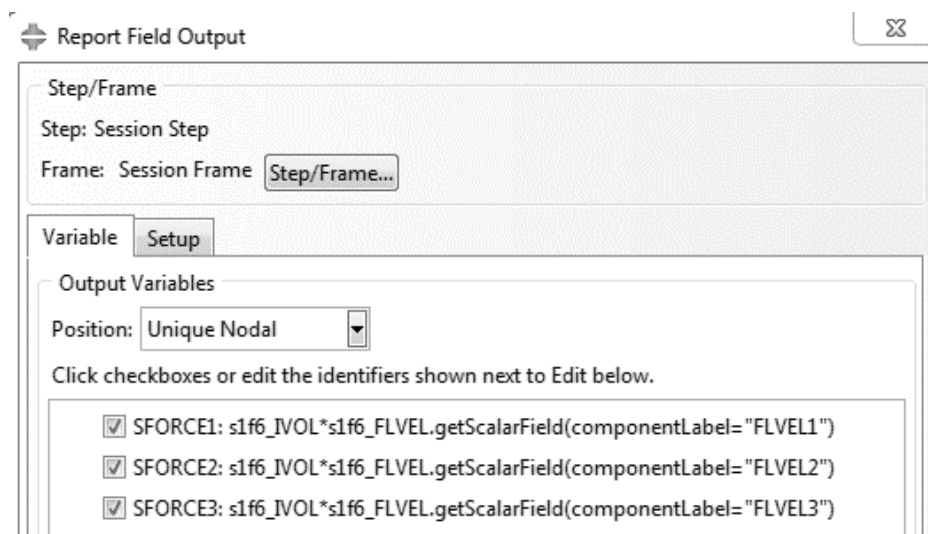 Report Field Output
Step/Frame
Step: Session Step
Frame: Session Frame Step/Frame...
Variable Setup
Output Variables
Position: Unique Nodal
Click checkboxes or edit the identifiers shown next to Edit below.
SFORCE1: s1f6_IVOL*s1f6_FLVEL.getScalarField(componentLabel="FLVEL1")
SFORCE2: s1f6_IVOL*s1f6_FLVEL.getScalarField(componentLabel="FLVEL2")
SFORCE3: s1f6_IVOL*s1f6_FLVEL.getScalarField(componentLabel="FLVEL3")